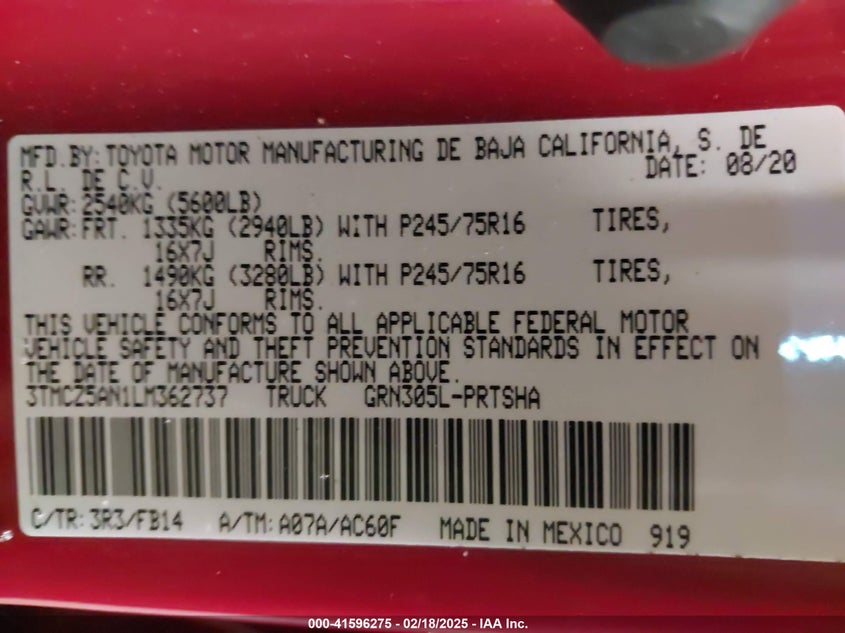 MFD.BY: TOYOTA MOTOR MANUFACTURING DE BAJA CALIFORNIA, S. DE
R.L. DE C.V. DATE: 08/20
GVWR: 2540KG (5600LB)
GAWR: FRT. 1335KG (2940LB) WITH P245/75R16 TIRES,
16X7J RIMS.
RR. 1490KG (3280LB) WITH P245/75R16 TIRES,
16X7J RIMS.
THIS VEHICLE CONFORMS TO ALL APPLICABLE FEDERAL MOTOR
VEHICLE SAFETY AND THEFT PREVENTION STANDARDS IN EFFECT ON
THE DATE OF MANUFACTURE SHOWN ABOVE.
3TMCZ5AN1LM362737 TRUCK GRN305L-PRTSHA
C/TR: 3R3/FB14 A/TM: A07A/AC60F MADE IN MEXICO 919
000-41596275 - 02/18/2025 - IAA Inc.